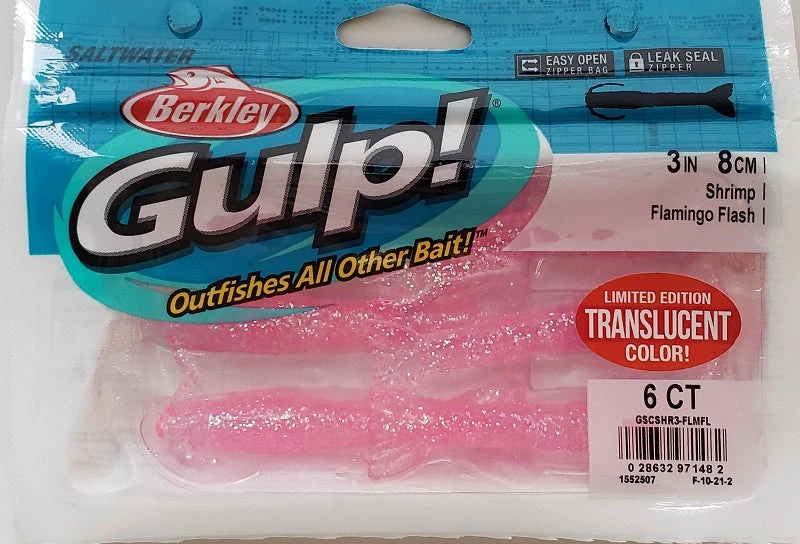 SALTWATER
EASY OPEN
ZIPPER BAG
LEAK SEAL
ZIPPER
Berkley
Gulp!®
Outfishes All Other Bait!™
3IN 8CM
Shrimp
Flamingo Flash
LIMITED EDITION
TRANSLUCENT
COLOR!
6 CT
GSCSHR3-FLMFL
0 28632 97148 2
1552507 F-10-21-2